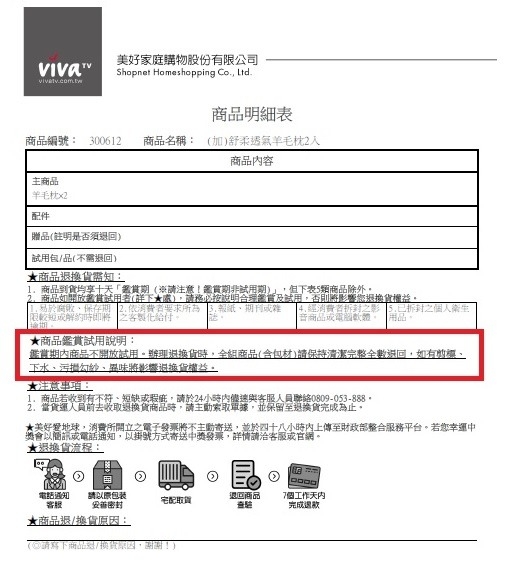 viva TV
vivatv.com.tw
美好家庭購物股份有限公司
Shopnet Homeshopping Co., Ltd.
商品明細表
商品編號： 300612 商品名稱： (加)舒柔透氣羊毛枕2入
商品內容
主商品
羊毛枕x2
配件
贈品(註明是否須退回)
試用包/品(不需退回)
★商品退換貨需知：
1. 商品到貨均享十天「鑑賞期（※請注意！鑑賞期非試用期）」，但下表5類商品除外。
2. 商品如開放鑑賞試用者(詳下★處)，請務必按說明合理鑑賞及試用，否則將影響您退換貨權益。
1.易於腐敗、保存期限較短或解約時即將逾期。
2.依消費者要求所為之客製化給付。
3.報紙、期刊或雜誌。
4.經消費者拆封之影音商品或電腦軟體。
5.已拆封之個人衛生用品。
★商品鑑賞試用說明：
鑑賞期內商品不開放試用。辦理退換貨時，全組商品(含包材)請保持清潔完整全數退回，如有剪標、
下水、污損勾紗、異味將影響退換貨權益。
★注意事項：
1. 商品若收到有不符、短缺或瑕疵，請於24小時內儘速與客服人員聯絡0809-053-888。
2. 當貨運人員前去收取退換貨商品時，請主動索取單據，並保留至退換貨完成為止。
★美好愛地球，消費所開立之電子發票將不主動寄送，並於四十八小時內上傳至財政部整合服務平台。若您幸運中
獎會以簡訊或電話通知，以掛號方式寄送中獎發票，詳情請洽客服或官網。
★退換貨流程：
電話通知
客服
請以原包裝
妥善密封
宅配取貨
退回商品
查驗
7個工作天內
完成退款
★商品退/換貨原因：
(◎請寫下商品退/換貨原因，謝謝！)